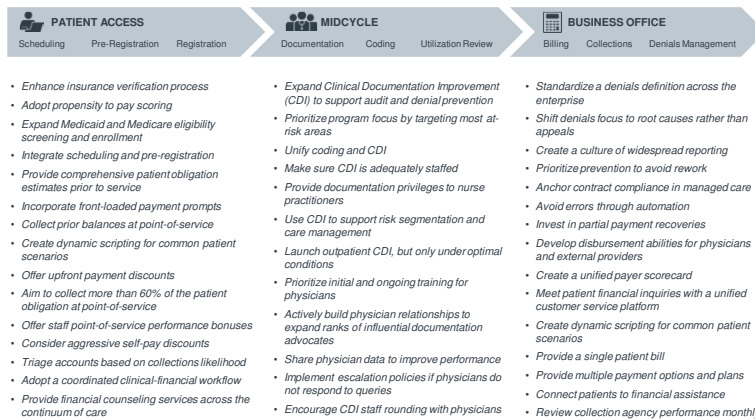 PATIENT ACCESS
Scheduling Pre-Registration Registration
• Enhance insurance verification process
• Adopt propensity to pay scoring
• Expand Medicaid and Medicare eligibility
screening and enrollment
• Integrate scheduling and pre-registration
• Provide comprehensive patient obligation
estimates prior to service
• Incorporate front-loaded payment prompts
• Collect prior balances at point-of-service
• Create dynamic scripting for common patient
scenarios
• Offer upfront payment discounts
• Aim to collect more than 60% of the patient
obligation at point-of-service
• Offer staff point-of-service performance bonuses
• Consider aggressive self-pay discounts
• Triage accounts based on collections likelihood
• Adopt a coordinated clinical-financial workflow
• Provide financial counseling services across the
continuum of care
MIDCYCLE
Documentation Coding Utilization Review
• Expand Clinical Documentation Improvement
(CDI) to support audit and denial prevention
• Prioritize program focus by targeting most at-
risk areas
• Unify coding and CDI
• Make sure CDI is adequately staffed
• Provide documentation privileges to nurse
practitioners
• Use CDI to support risk segmentation and
care management
• Launch outpatient CDI, but only under optimal
conditions
• Prioritize initial and ongoing training for
physicians
• Actively build physician relationships to
expand ranks of influential documentation
advocates
• Share physician data to improve performance
• Implement escalation policies if physicians do
not respond to queries
• Encourage CDI staff rounding with physicians
BUSINESS OFFICE
Billing Collections Denials Management
• Standardize a denials definition across the
enterprise
• Shift denials focus to root causes rather than
appeals
• Create a culture of widespread reporting
• Prioritize prevention to avoid rework
• Anchor contract compliance in managed care
• Avoid errors through automation
• Invest in partial payment recoveries
• Develop disbursement abilities for physicians
and external providers
• Create a unified payer scorecard
• Meet patient financial inquiries with a unified
customer service platform
• Create dynamic scripting for common patient
scenarios
• Provide a single patient bill
• Provide multiple payment options and plans
• Connect patients to financial assistance
• Review collection agency performance monthl